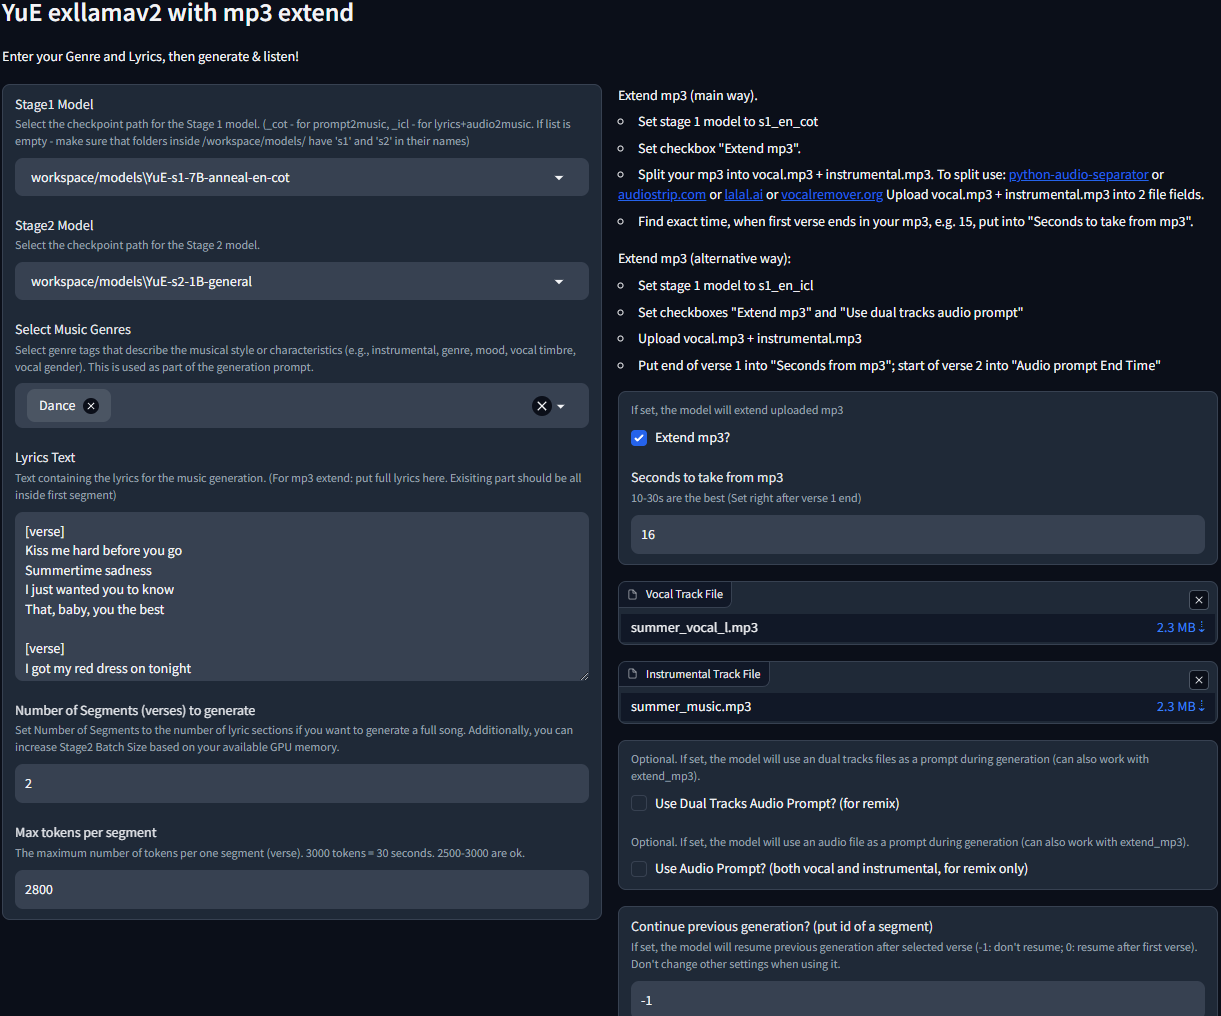 YuE exllamav2 with mp3 extend
Enter your Genre and Lyrics, then generate & listen!
Stage1 Model
Select the checkpoint path for the Stage 1 model. (_cot - for prompt2music, _icl - for lyrics+audio2music. If list is
empty - make sure that folders inside /workspace/models/ have 's1' and 's2' in their names)
workspace/models\YuE-s1-7B-anneal-en-cot
Stage2 Model
Select the checkpoint path for the Stage 2 model.
workspace/models\YuE-s2-1B-general
Select Music Genres
Select genre tags that describe the musical style or characteristics (e.g., instrumental, genre, mood, vocal timbre,
vocal gender). This is used as part of the generation prompt.
Dance
Lyrics Text
Text containing the lyrics for the music generation. (For mp3 extend: put full lyrics here. Exisiting part should be all
inside first segment)
[verse]
Kiss me hard before you go
Summertime sadness
I just wanted you to know
That, baby, you the best
[verse]
I got my red dress on tonight
Number of Segments (verses) to generate
Set Number of Segments to the number of lyric sections if you want to generate a full song. Additionally, you can
increase Stage2 Batch Size based on your available GPU memory.
2
Max tokens per segment
The maximum number of tokens per one segment (verse). 3000 tokens = 30 seconds. 2500-3000 are ok.
2800
Extend mp3 (main way).
Set stage 1 model to s1_en_cot
Set checkbox "Extend mp3".
Split your mp3 into vocal.mp3 + instrumental.mp3. To split use: python-audio-separator or
audiostrip.com or lalal.ai or vocalremover.org Upload vocal.mp3 + instrumental.mp3 into 2 file fields.
Find exact time, when first verse ends in your mp3, e.g. 15, put into "Seconds to take from mp3".
Extend mp3 (alternative way):
Set stage 1 model to s1_en_icl
Set checkboxes "Extend mp3" and "Use dual tracks audio prompt"
Upload vocal.mp3 + instrumental.mp3
Put end of verse 1 into "Seconds from mp3"; start of verse 2 into "Audio prompt End Time"
If set, the model will extend uploaded mp3
Extend mp3?
Seconds to take from mp3
10-30s are the best (Set right after verse 1 end)
16
Vocal Track File
summer_vocal_l.mp3 2.3 MB ⇣
Instrumental Track File
summer_music.mp3 2.3 MB ⇣
Optional. If set, the model will use an dual tracks files as a prompt during generation (can also work with
extend_mp3).
Use Dual Tracks Audio Prompt? (for remix)
Optional. If set, the model will use an audio file as a prompt during generation (can also work with extend_mp3).
Use Audio Prompt? (both vocal and instrumental, for remix only)
Continue previous generation? (put id of a segment)
If set, the model will resume previous generation after selected verse (-1: don't resume; 0: resume after first verse).
Don't change other settings when using it.
-1